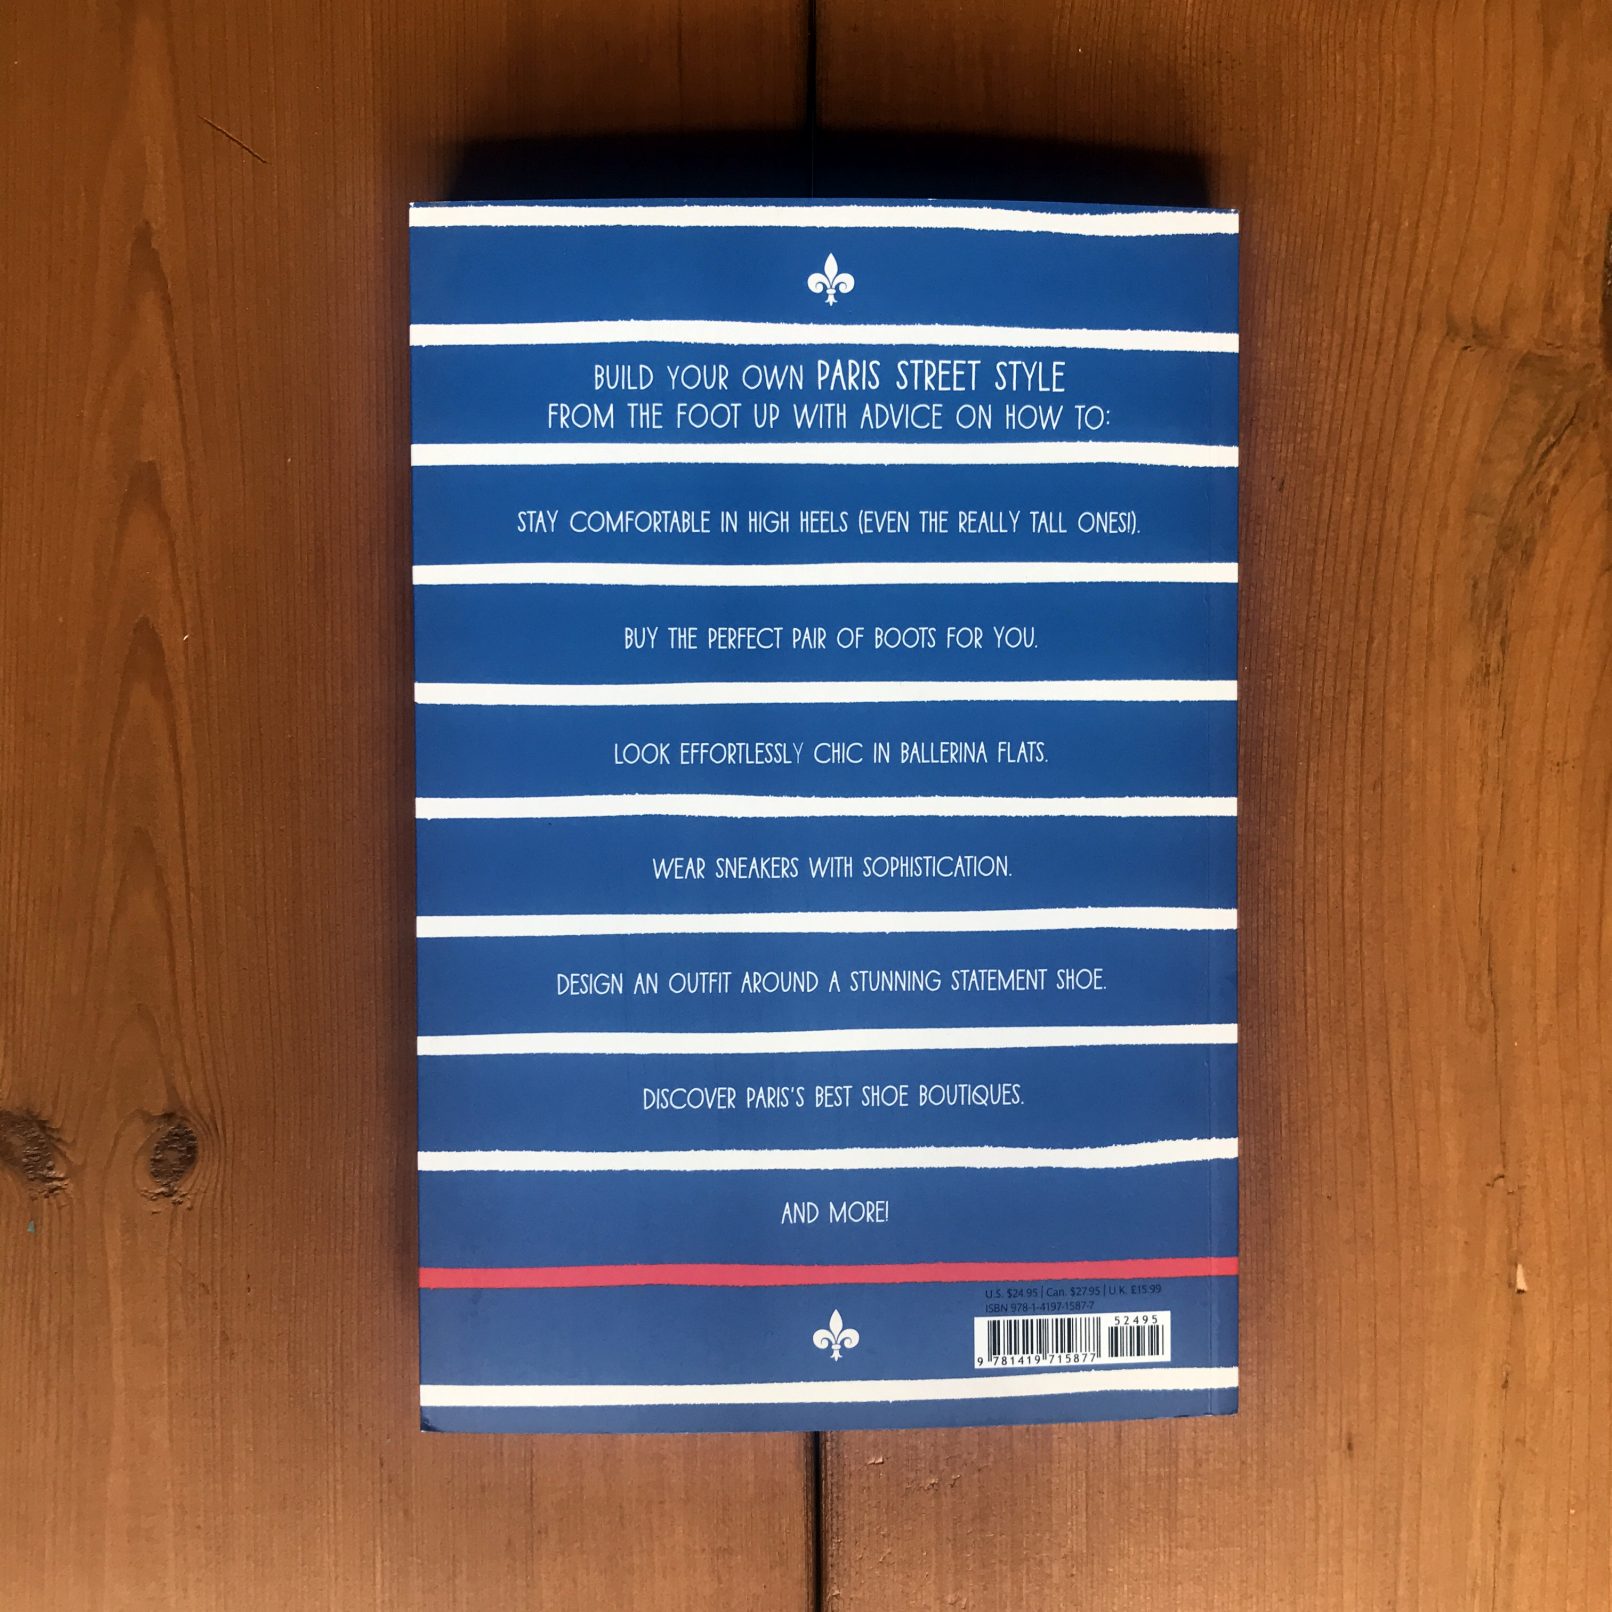 BUILD YOUR OWN PARIS STREET STYLE
FROM THE FOOT UP WITH ADVICE ON HOW TO:
STAY COMFORTABLE IN HIGH HEELS (EVEN THE REALLY TALL ONES!).
BUY THE PERFECT PAIR OF BOOTS FOR YOU.
LOOK EFFORTLESSLY CHIC IN BALLERINA FLATS.
WEAR SNEAKERS WITH SOPHISTICATION.
DESIGN AN OUTFIT AROUND A STUNNING STATEMENT SHOE.
DISCOVER PARIS'S BEST SHOE BOUTIQUES.
AND MORE!
U.S. $24.95 | Can. $27.95 | U.K. £15.99
ISBN 978-1-4197-1587-7
52495
9 781419 715877